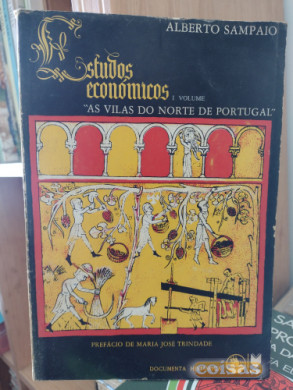 ALBERTO SAMPAIO
Estudos
económicos
I VOLUME
"AS VILAS DO NORTE DE PORTUGAL"
PREFÁCIO DE MARIA JOSÉ TRINDADE
DOCUMENTA
coisas